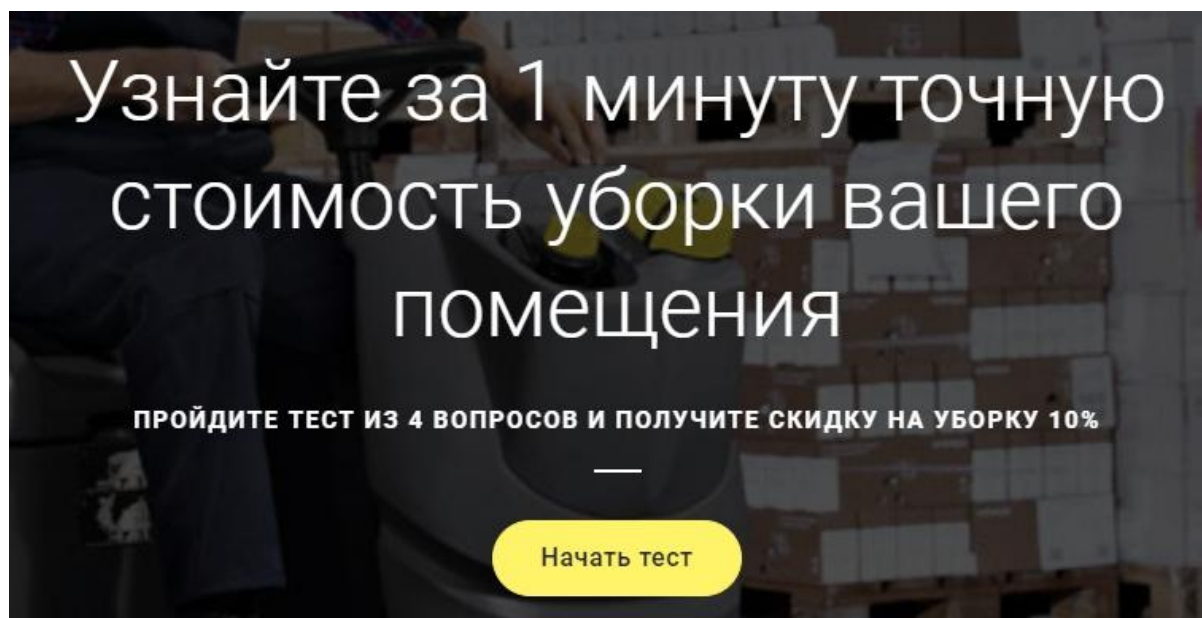 Узнайте за 1 минуту точную
стоимость уборки вашего
помещения
ПРОЙДИТЕ ТЕСТ ИЗ 4 ВОПРОСОВ И ПОЛУЧИТЕ СКИДКУ НА УБОРКУ 10%
Начать тест